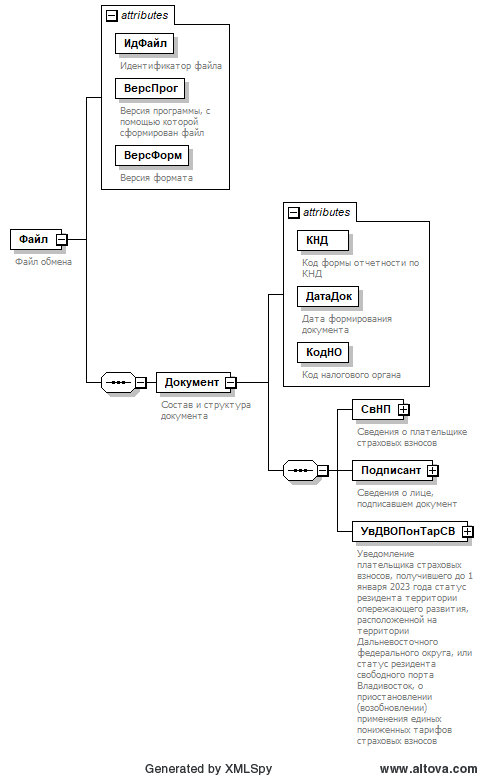 attributes
ИдФайл
Идентификатор файла
ВерсПрог
Версия программы, с
помощью которой
сформирован файл
ВерсФорм
Версия формата
Файл
Файл обмена
attributes
КНД
Код формы отчетности по
КНД
ДатаДок
Дата формирования
документа
КодНО
Код налогового органа
Документ
Состав и структура
документа
СвНП
Сведения о плательщике
страховых взносов
Подписант
Сведения о лице,
подписавшем документ
УвДВОПонТарСВ
Уведомление
плательщика страховых
взносов, получившего до 1
января 2023 года статус
резидента территории
опережающего развития,
расположенной на
территории
Дальневосточного
федерального округа, или
статус резидента
свободного порта
Владивосток, о
приостановлении
(возобновлении)
применения единых
пониженных тарифов
страховых взносов
Generated by XMLSpy
www.altova.com